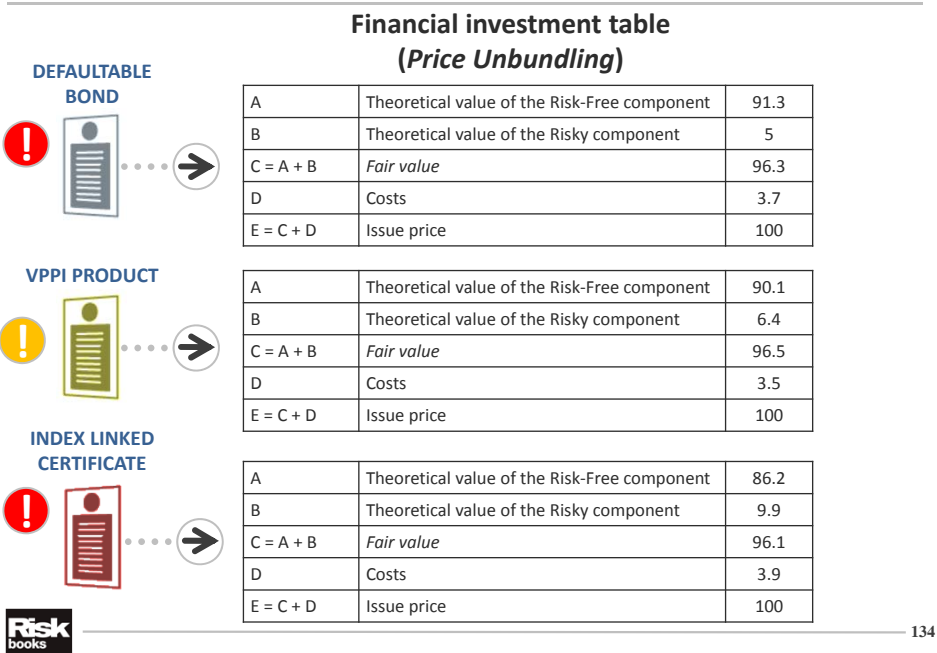 Financial investment table
(Price Unbundling)
DEFAULTABLE
BOND
!
A Theoretical value of the Risk-Free component 91.3
B Theoretical value of the Risky component 5
C = A + B Fair value 96.3
D Costs 3.7
E = C + D Issue price 100
VPPI PRODUCT
!
A Theoretical value of the Risk-Free component 90.1
B Theoretical value of the Risky component 6.4
C = A + B Fair value 96.5
D Costs 3.5
E = C + D Issue price 100
INDEX LINKED
CERTIFICATE
!
A Theoretical value of the Risk-Free component 86.2
B Theoretical value of the Risky component 9.9
C = A + B Fair value 96.1
D Costs 3.9
E = C + D Issue price 100
Risk
books
134